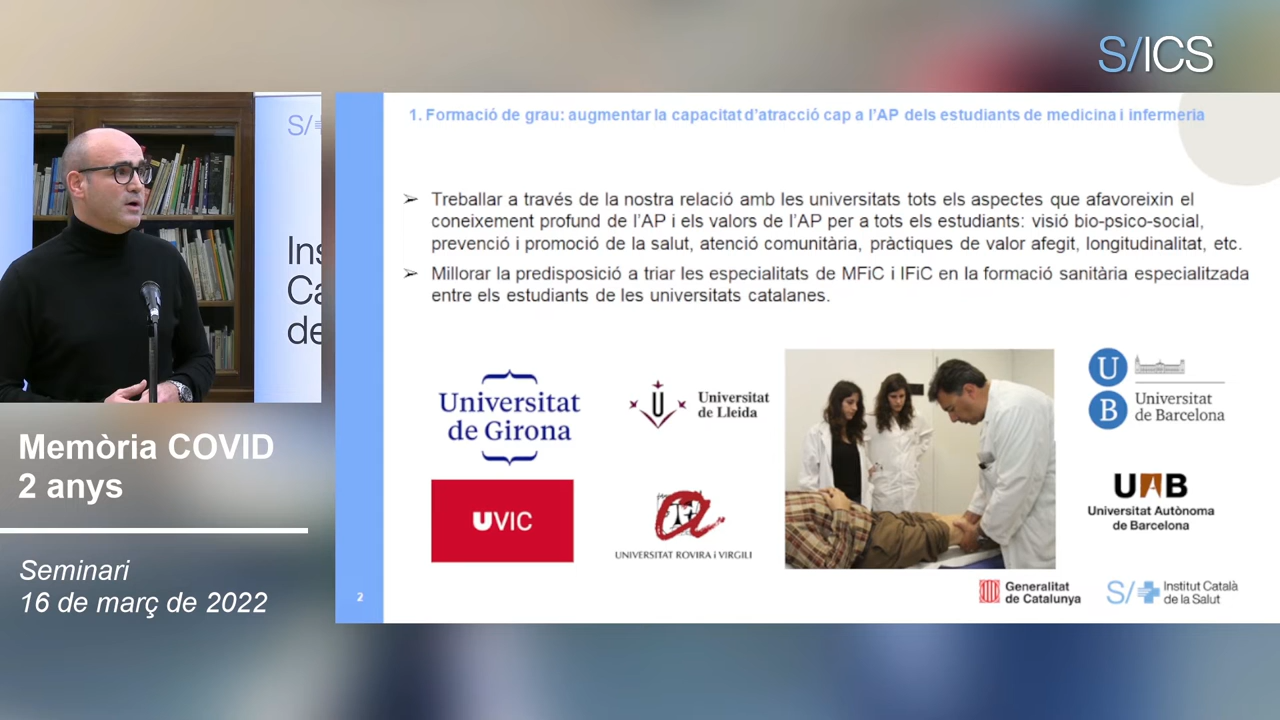 S/ICS
S/
Ins
Ca
de
Memòria COVID
2 anys
Seminari
16 de març de 2022
1. Formació de grau: augmentar la capacitat d'atracció cap a l'AP dels estudiants de medicina i infermeria
➢ Treballar a través de la nostra relació amb les universitats tots els aspectes que afavoreixin el
coneixement profund de l'AP i els valors de l'AP per a tots els estudiants: visió bio-psico-social,
prevenció i promoció de la salut, atenció comunitària, pràctiques de valor afegit, longitudinalitat, etc.
➢ Millorar la predisposició a triar les especialitats de MFiC i IFiC en la formació sanitària especialitzada
entre els estudiants de les universitats catalanes.
Universitat
de Girona
Universitat
de Lleida
UB
Universitat
de Barcelona
UVIC
UNIVERSITAT ROVIRA i VIRGILI
UAB
Universitat Autònoma
de Barcelona
2
Generalitat
de Catalunya
S/
Institut Català
de la Salut